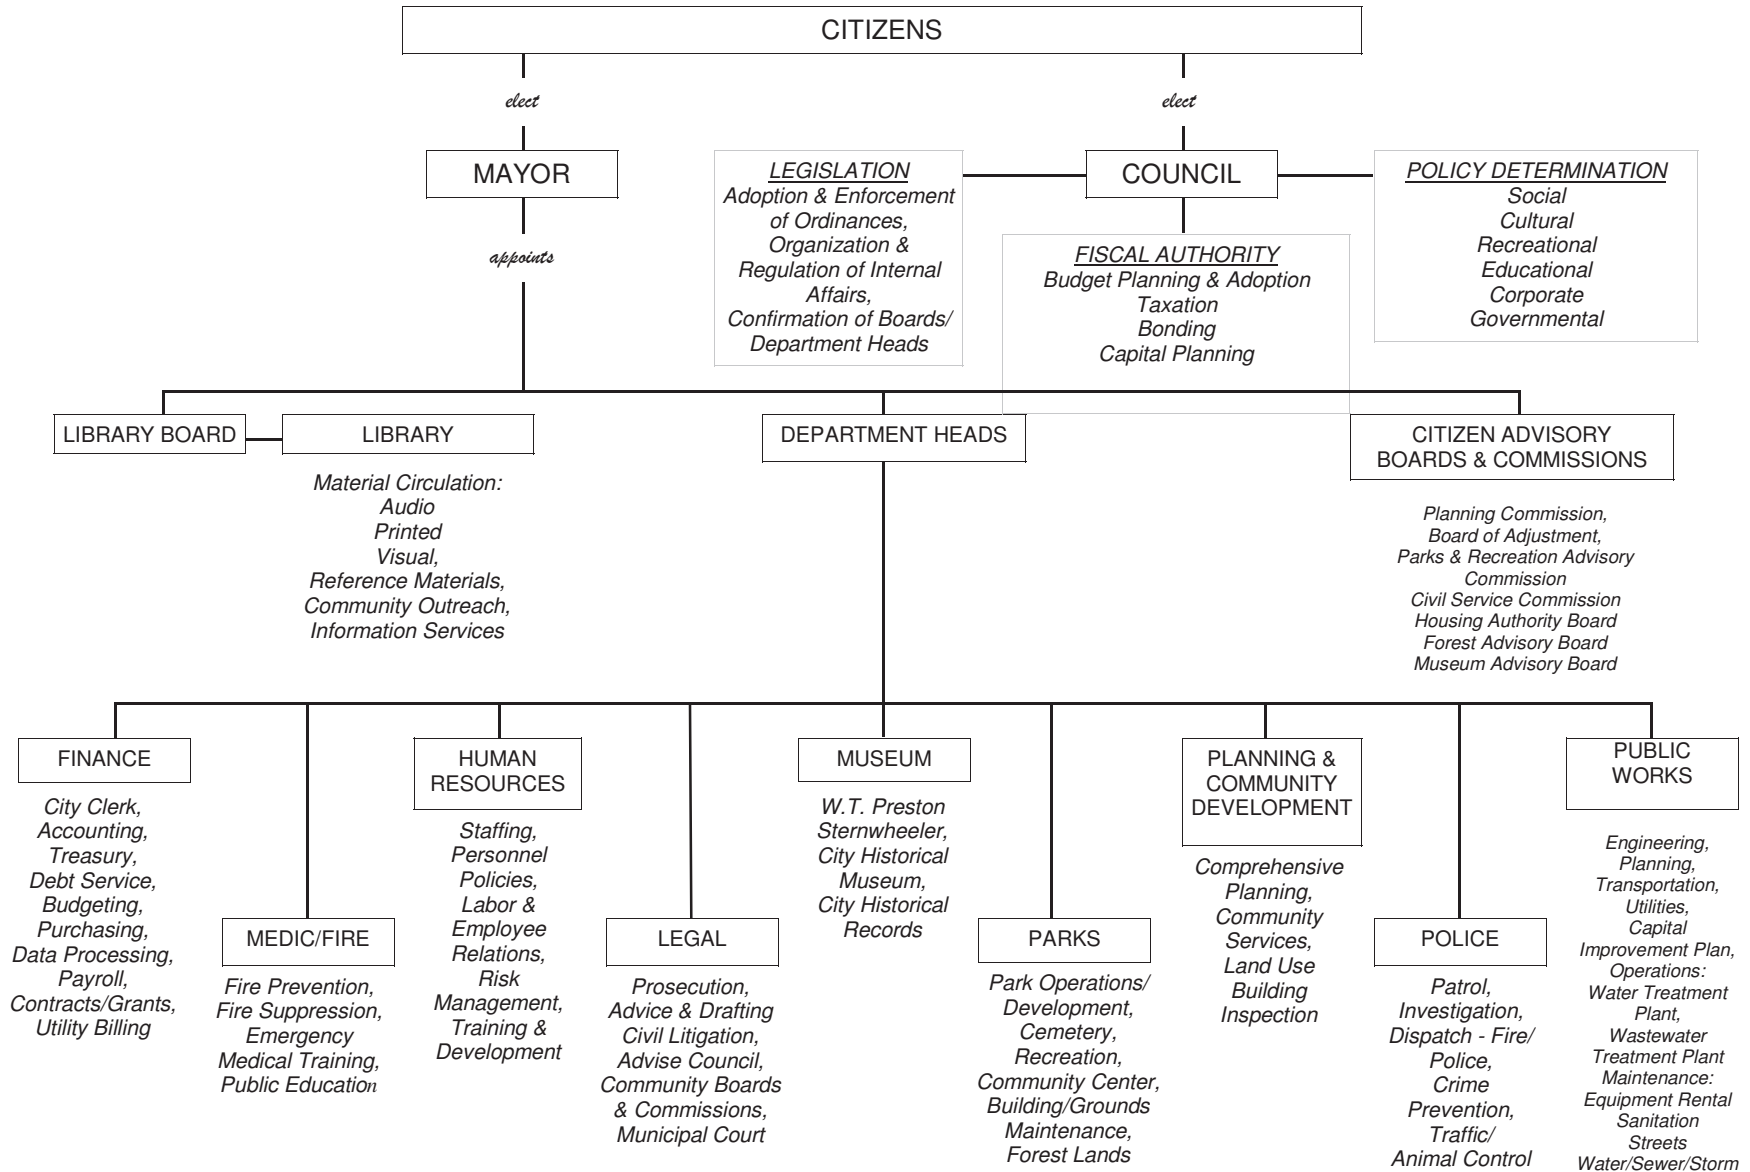 CITIZENS
elect
elect
MAYOR
LEGISLATION
Adoption & Enforcement
of Ordinances,
Organization &
Regulation of Internal
Affairs,
Confirmation of Boards/
Department Heads
COUNCIL
POLICY DETERMINATION
Social
Cultural
Recreational
Educational
Corporate
Governmental
appoints
FISCAL AUTHORITY
Budget Planning & Adoption
Taxation
Bonding
Capital Planning
LIBRARY BOARD
LIBRARY
Material Circulation:
Audio
Printed
Visual,
Reference Materials,
Community Outreach,
Information Services
DEPARTMENT HEADS
CITIZEN ADVISORY
BOARDS & COMMISSIONS
Planning Commission,
Board of Adjustment,
Parks & Recreation Advisory
Commission
Civil Service Commission
Housing Authority Board
Forest Advisory Board
Museum Advisory Board
FINANCE
City Clerk,
Accounting,
Treasury,
Debt Service,
Budgeting,
Purchasing,
Data Processing,
Payroll,
Contracts/Grants,
Utility Billing
MEDIC/FIRE
Fire Prevention,
Fire Suppression,
Emergency
Medical Training,
Public Education
HUMAN
RESOURCES
Staffing,
Personnel
Policies,
Labor &
Employee
Relations,
Risk
Management,
Training &
Development
LEGAL
Prosecution,
Advice & Drafting
Civil Litigation,
Advise Council,
Community Boards
& Commissions,
Municipal Court
MUSEUM
W.T. Preston
Sternwheeler,
City Historical
Museum,
City Historical
Records
PARKS
Park Operations/
Development,
Cemetery,
Recreation,
Community Center,
Building/Grounds
Maintenance,
Forest Lands
PLANNING &
COMMUNITY
DEVELOPMENT
Comprehensive
Planning,
Community
Services,
Land Use
Building
Inspection
POLICE
Patrol,
Investigation,
Dispatch - Fire/
Police,
Crime
Prevention,
Traffic/
Animal Control
PUBLIC
WORKS
Engineering,
Planning,
Transportation,
Utilities,
Capital
Improvement Plan,
Operations:
Water Treatment
Plant,
Wastewater
Treatment Plant
Maintenance:
Equipment Rental
Sanitation
Streets
Water/Sewer/Storm